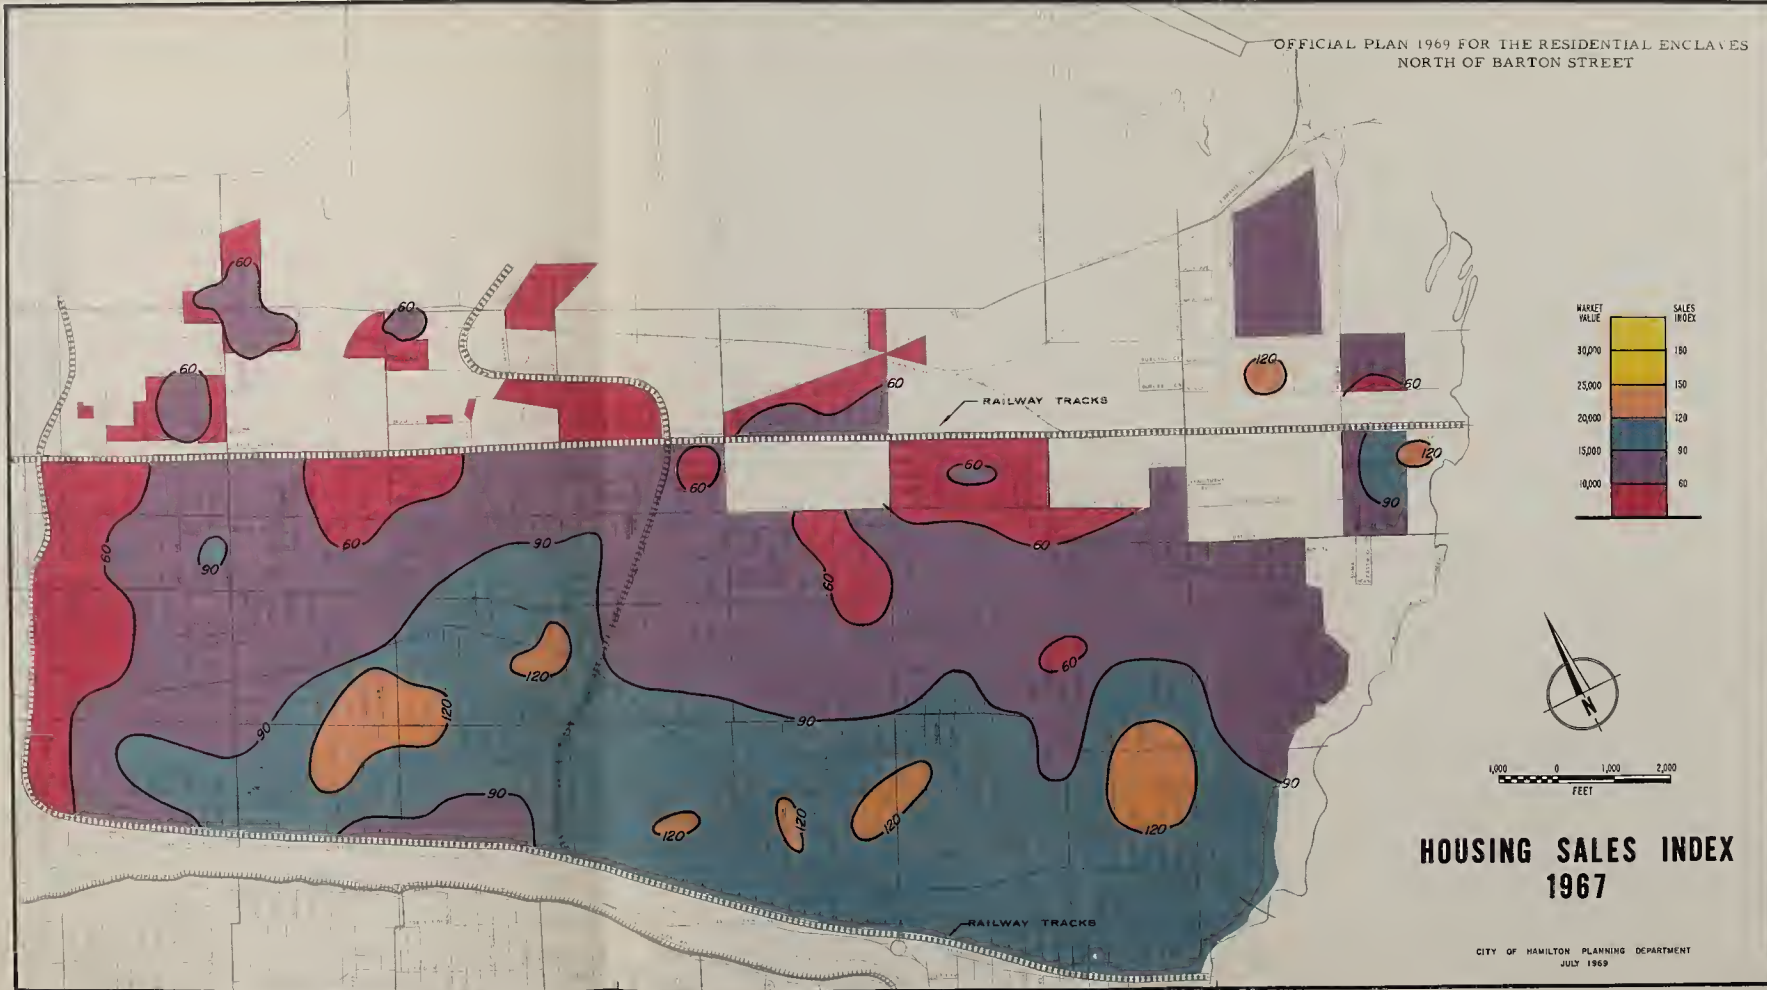 OFFICIAL PLAN 1969 FOR THE RESIDENTIAL ENCLAVES
NORTH OF BARTON STREET
60
60
60
60
120
60
RAILWAY TRACKS
120
60
60
90
60
60
90
60
60
90
60
120
60
120
90
90
90
90
120
120
120
120
120
RAILWAY TRACKS
MARKET VALUE
SALES INDEX
30,000 180
25,000 150
20,000 120
15,000 90
10,000 60
N
1,000 0 1,000 2,000
FEET
HOUSING SALES INDEX
1967
CITY OF HAMILTON PLANNING DEPARTMENT
JULY 1969